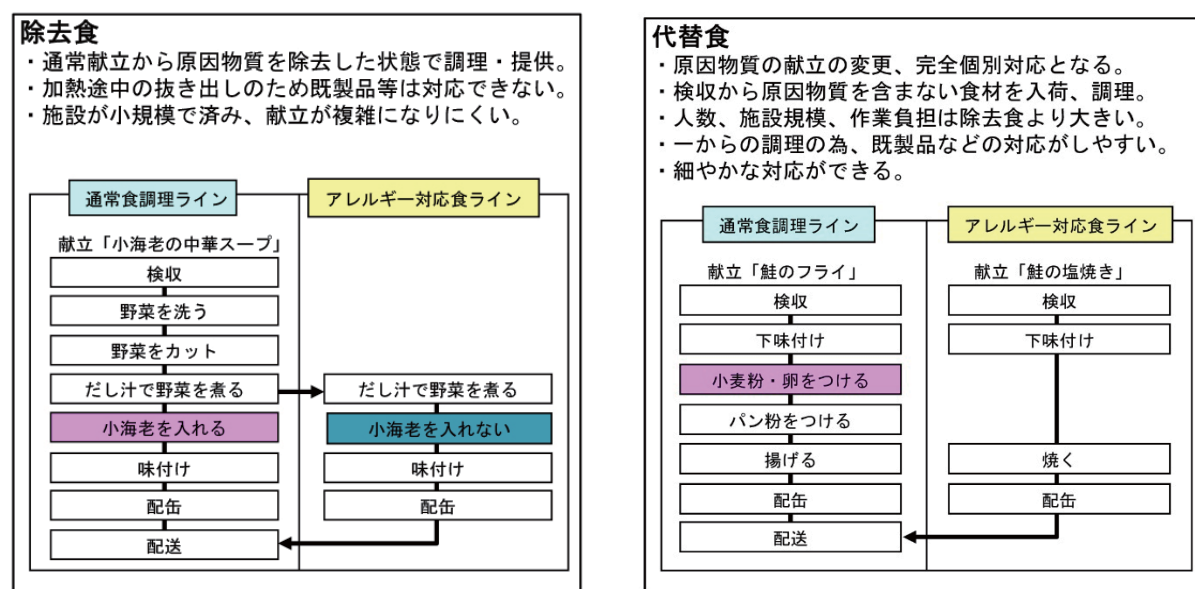 除去食
・通常献立から原因物質を除去した状態で調理・提供。
・加熱途中の抜き出しのため既製品等は対応できない。
・施設が小規模で済み、献立が複雑になりにくい。
通常食調理ライン
アレルギー対応食ライン
献立「小海老の中華スープ」
検収
野菜を洗う
野菜をカット
だし汁で野菜を煮る
小海老を入れる
味付け
配缶
配送
だし汁で野菜を煮る
小海老を入れない
味付け
配缶
代替食
・原因物質の献立の変更、完全個別対応となる。
・検収から原因物質を含まない食材を入荷、調理。
・人数、施設規模、作業負担は除去食より大きい。
・一からの調理の為、既製品などの対応がしやすい。
・細やかな対応ができる。
通常食調理ライン
アレルギー対応食ライン
献立「鮭のフライ」
検収
下味付け
小麦粉・卵をつける
パン粉をつける
揚げる
配缶
配送
献立「鮭の塩焼き」
検収
下味付け
焼く
配缶